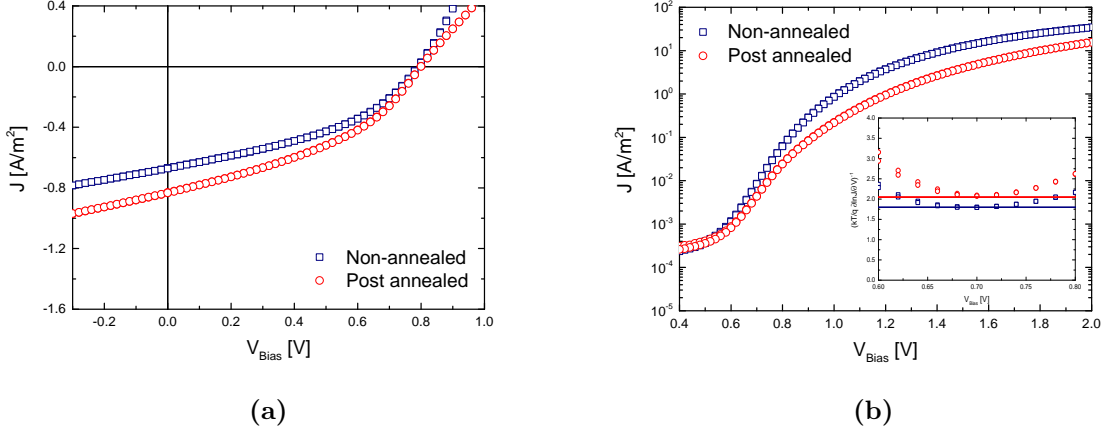 0.4
0.0
-0.4
-0.8
-1.2
-1.6
J [A/m²]
Non-annealed
Post annealed
-0.2 0.0 0.2 0.4 0.6 0.8 1.0
V_Bias [V]
(a)
10²
10¹
10⁰
10⁻¹
10⁻²
10⁻³
10⁻⁴
10⁻⁵
J [A/m²]
Non-annealed
Post annealed
4.0
3.5
3.0
2.5
2.0
1.5
1.0
0.5
0.0
(kT/q ∂lnJ/∂V)⁻¹
0.60 0.65 0.70 0.75 0.80
V_Bias [V]
0.4 0.6 0.8 1.0 1.2 1.4 1.6 1.8 2.0
V_Bias [V]
(b)